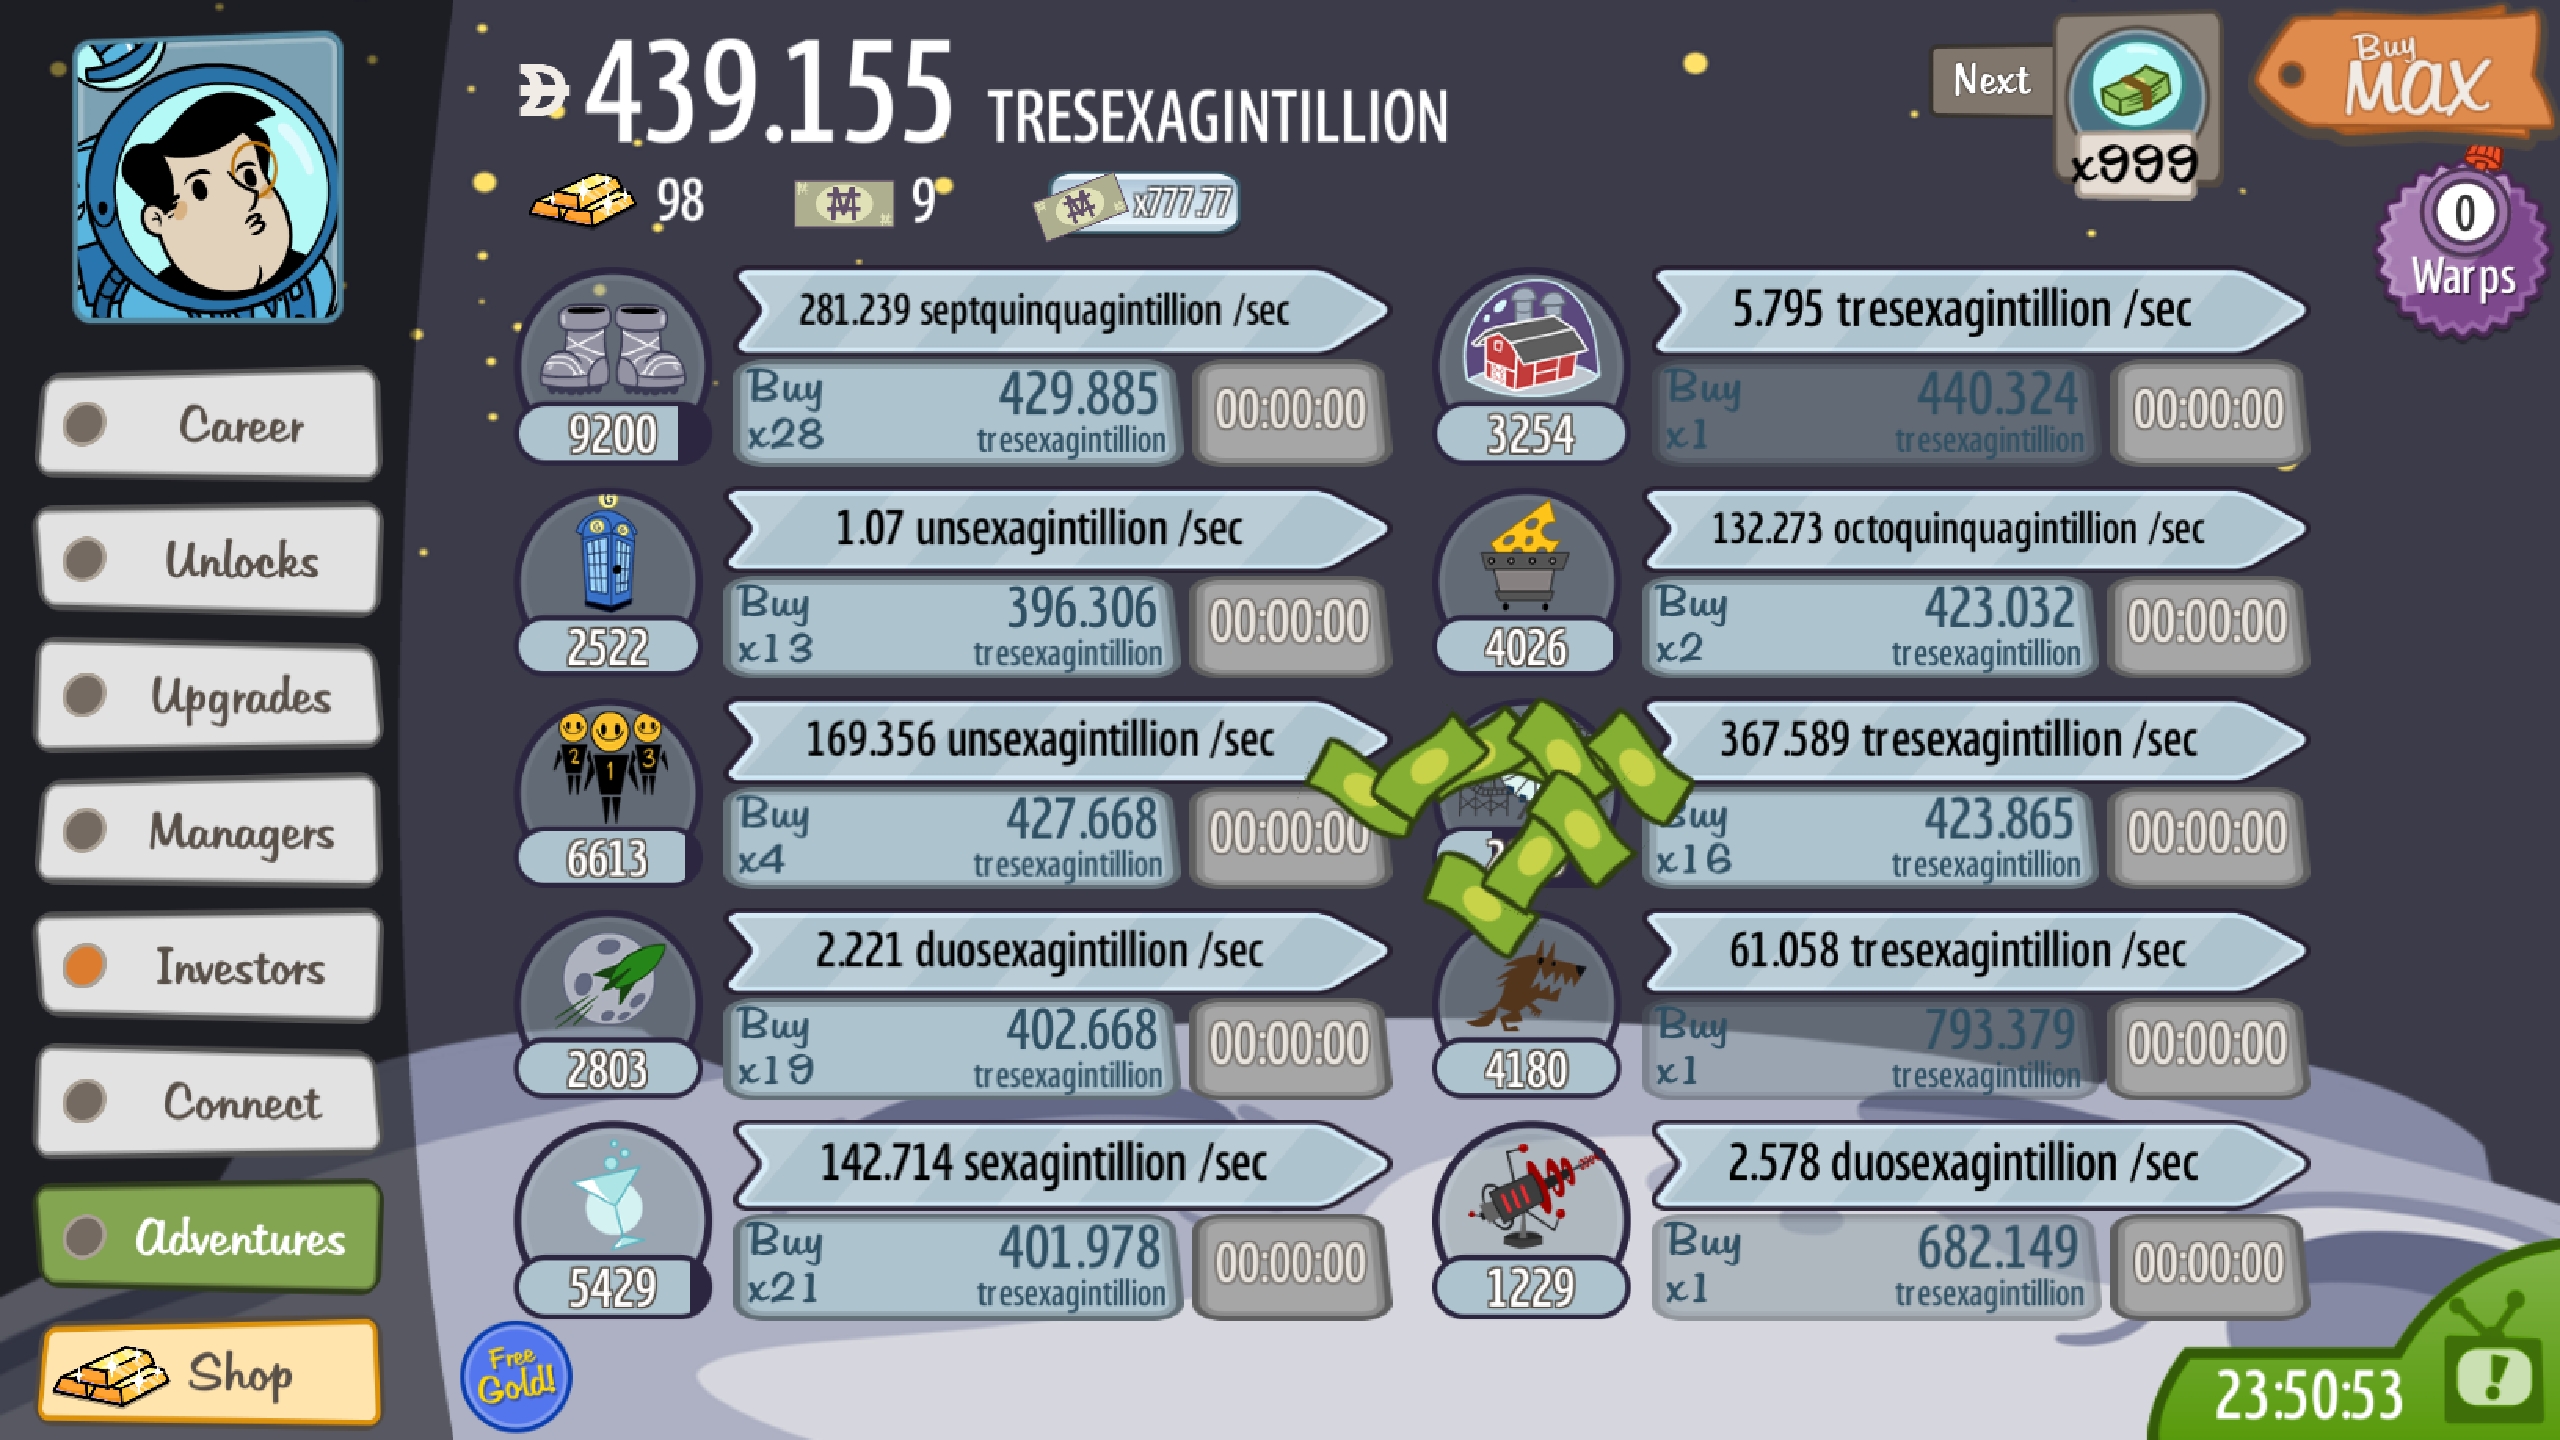 439.155 TRESEXAGINTILLION
Next
x999
Buy
MAX
98
9
x777.77
0
Warps
Career
Unlocks
Upgrades
Managers
Investors
Connect
Adventures
Shop
281.239 septquinquagintillion /sec
9200
Buy
x28
429.885
tresexagintillion
00:00:00
5.795 tresexagintillion /sec
3254
Buy
x1
440.324
tresexagintillion
00:00:00
G
1.07 unsexagintillion /sec
2522
Buy
x13
396.306
tresexagintillion
00:00:00
132.273 octoquinquagintillion /sec
4026
Buy
x2
423.032
tresexagintillion
00:00:00
2 1 3
169.356 unsexagintillion /sec
6613
Buy
x4
427.668
tresexagintillion
00:00:00
367.589 tresexagintillion /sec
Buy
x16
423.865
tresexagintillion
00:00:00
2.221 duosexagintillion /sec
2803
Buy
x19
402.668
tresexagintillion
00:00:00
61.058 tresexagintillion /sec
4180
Buy
x1
793.379
tresexagintillion
00:00:00
142.714 sexagintillion /sec
5429
Buy
x21
401.978
tresexagintillion
00:00:00
2.578 duosexagintillion /sec
1229
Buy
x1
682.149
tresexagintillion
00:00:00
Free
Gold!
23:50:53
!